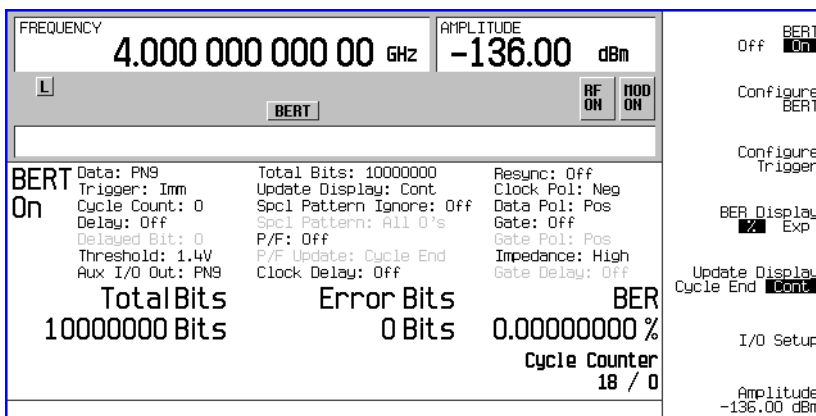 FREQUENCY
4.000 000 000 00 GHz
AMPLITUDE
-136.00 dBm
L
BERT
RF ON
MOD ON
BERT On
Data: PN9
Trigger: Imm
Cycle Count: 0
Delay: Off
Delayed Bit: 0
Threshold: 1.4V
Aux I/O Out: PN9
Total Bits: 10000000
Update Display: Cont
Spcl Pattern Ignore: Off
Spcl Pattern: All 0's
P/F: Off
P/F Update: Cycle End
Clock Delay: Off
Resync: Off
Clock Pol: Neg
Data Pol: Pos
Gate: Off
Gate Pol: Pos
Impedance: High
Gate Delay: Off
Total Bits
10000000 Bits
Error Bits
0 Bits
BER
0.00000000 %
Cycle Counter
18 / 0
BERT
Off On
Configure
BERT
Configure
Trigger
BER Display
% Exp
Update Display
Cycle End Cont
I/O Setup
Amplitude
-136.00 dBm